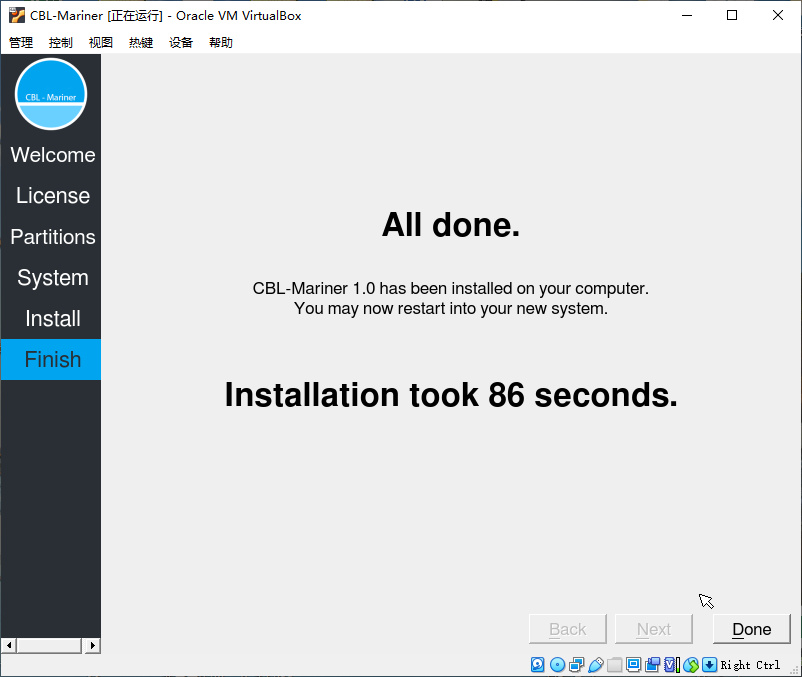 CBL-Mariner [正在运行] - Oracle VM VirtualBox
管理 控制 视图 热键 设备 帮助
CBL - Mariner
Welcome
License
Partitions
System
Install
Finish
All done.
CBL-Mariner 1.0 has been installed on your computer.
You may now restart into your new system.
Installation took 86 seconds.
Back Next Done
Right Ctrl